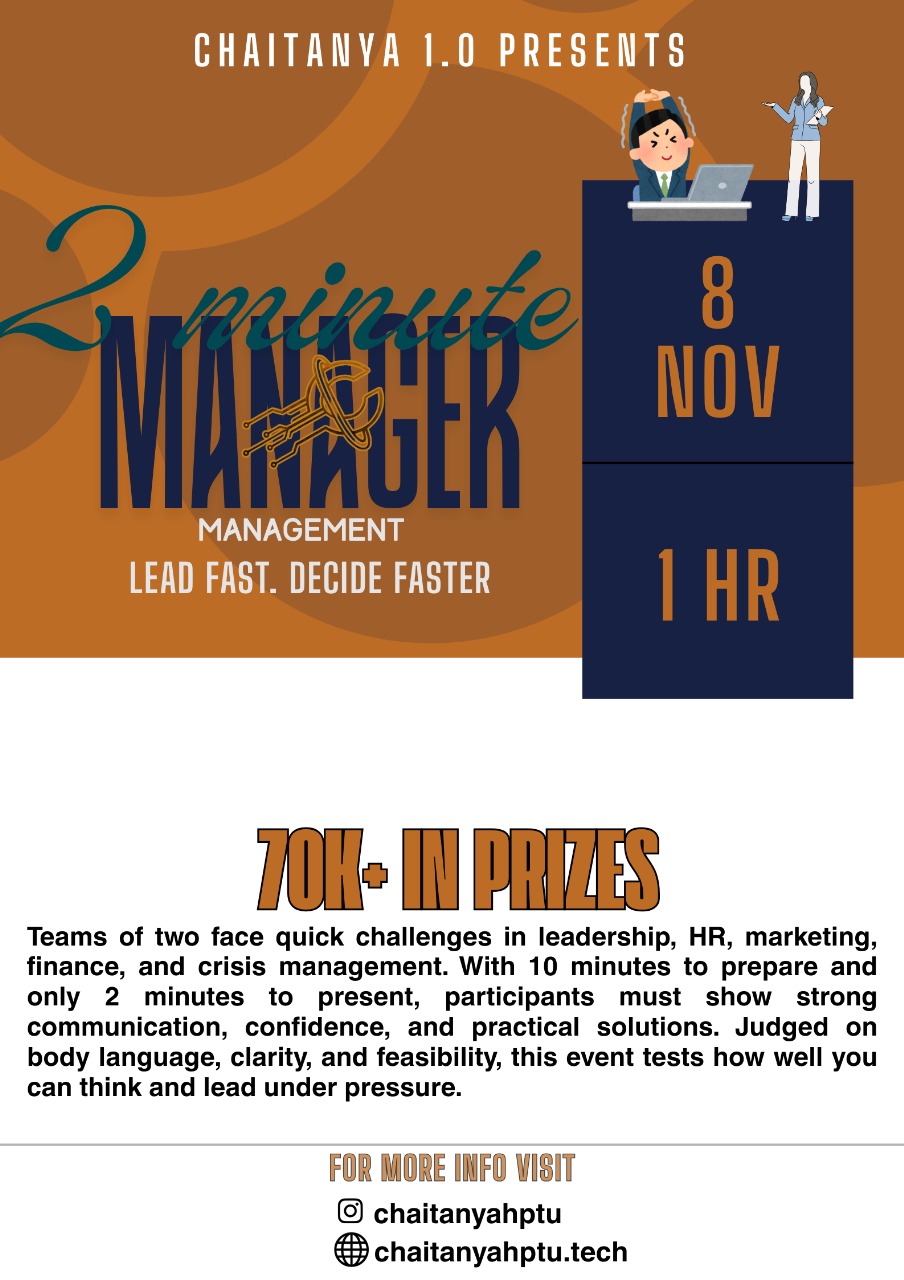 CHAITANYA 1.0 PRESENTS
2 minute
MANAGER
MANAGEMENT
LEAD FAST. DECIDE FASTER
8
NOV
1 HR
70K+ IN PRIZES
Teams of two face quick challenges in leadership, HR, marketing,
finance, and crisis management. With 10 minutes to prepare and
only 2 minutes to present, participants must show strong
communication, confidence, and practical solutions. Judged on
body language, clarity, and feasibility, this event tests how well you
can think and lead under pressure.
FOR MORE INFO VISIT
chaitanyahptu
chaitanyahptu.tech